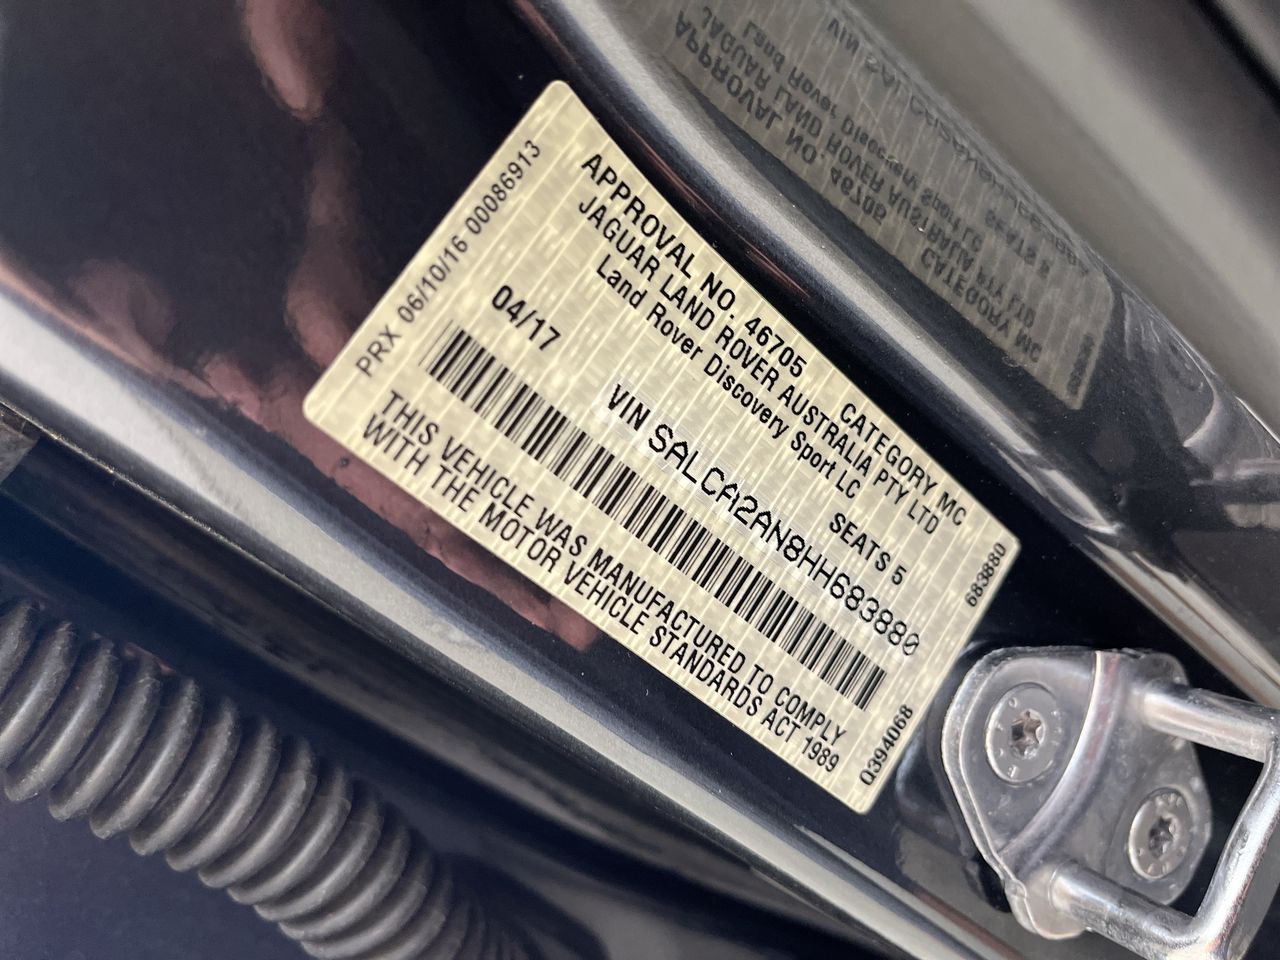 APPROVAL NO. 46705 CATEGORY MC
JAGUAR LAND ROVER AUSTRALIA PTY LTD
Land Rover Discovery Sport LC
04/17 SEATS 5
VIN SALCA2AN8HH683880
THIS VEHICLE WAS MANUFACTURED TO COMPLY
WITH THE MOTOR VEHICLE STANDARDS ACT 1989
PRX 06/10/16 00086913
683880
Q394068